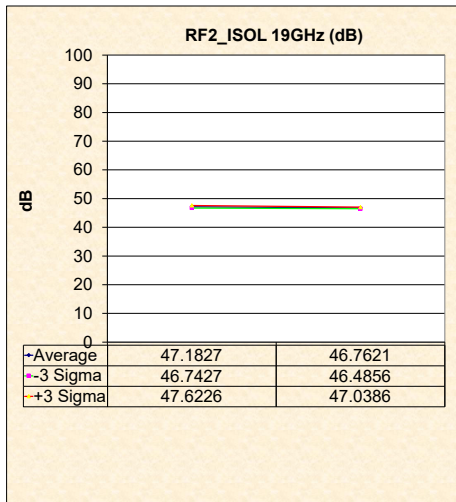 RF2_ISOL 19GHz (dB)
100
90
80
70
60
50
40
30
20
10
0
dB
Average 47.1827 46.7621
-3 Sigma 46.7427 46.4856
+3 Sigma 47.6226 47.0386